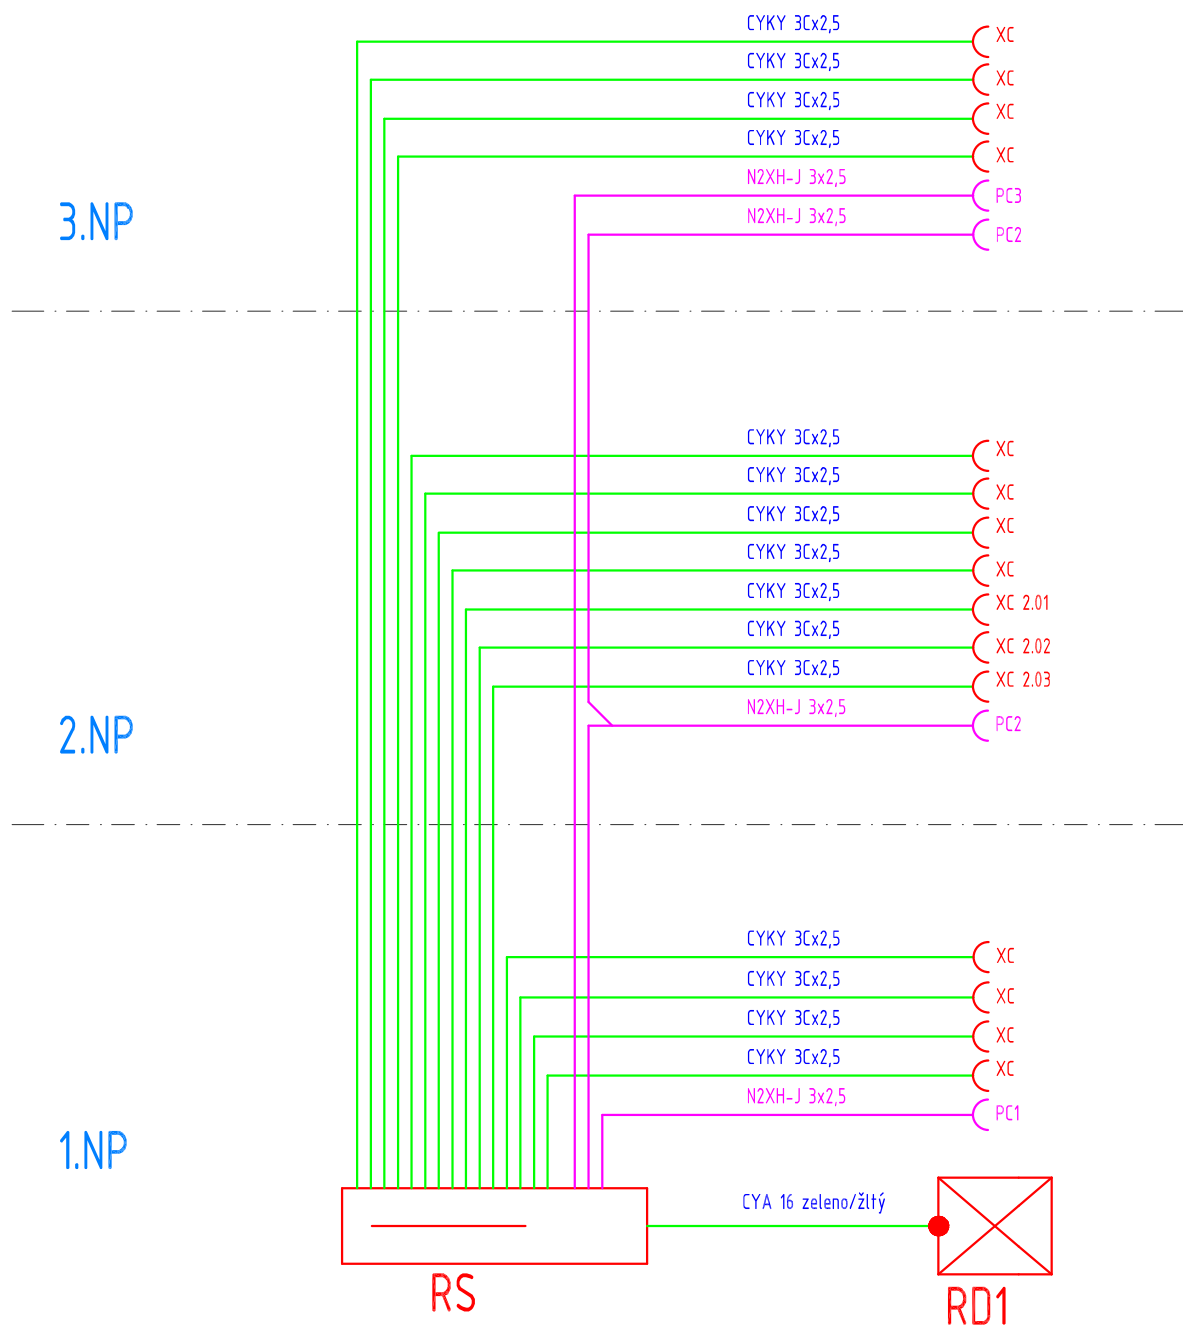 CYKY 3Cx2,5
XC
CYKY 3Cx2,5
XC
CYKY 3Cx2,5
XC
CYKY 3Cx2,5
XC
N2XH-J 3x2,5
PC3
N2XH-J 3x2,5
PC2
3.NP
CYKY 3Cx2,5
XC
CYKY 3Cx2,5
XC
CYKY 3Cx2,5
XC
CYKY 3Cx2,5
XC
CYKY 3Cx2,5
XC 2.01
CYKY 3Cx2,5
XC 2.02
CYKY 3Cx2,5
XC 2.03
N2XH-J 3x2,5
PC2
2.NP
CYKY 3Cx2,5
XC
CYKY 3Cx2,5
XC
CYKY 3Cx2,5
XC
CYKY 3Cx2,5
XC
N2XH-J 3x2,5
PC1
1.NP
CYA 16 zeleno/žltý
RS
RD1